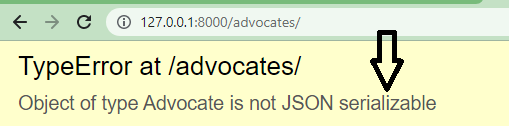 127.0.0.1:8000/advocates/
TypeError at /advocates/
Object of type Advocate is not JSON serializable